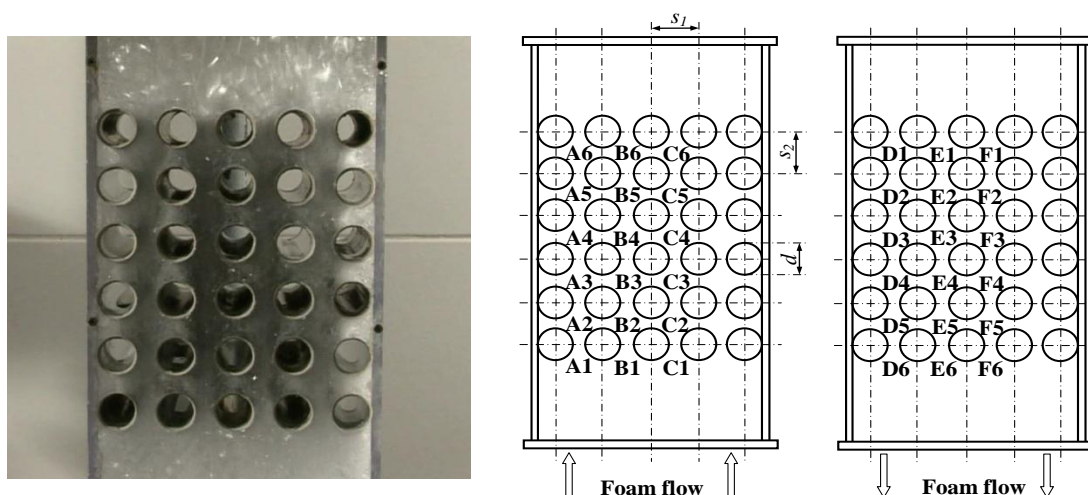 s1
s2
d
A6 B6 C6
A5 B5 C5
A4 B4 C4
A3 B3 C3
A2 B2 C2
A1 B1 C1
Foam flow
D1 E1 F1
D2 E2 F2
D3 E3 F3
D4 E4 F4
D5 E5 F5
D6 E6 F6
Foam flow